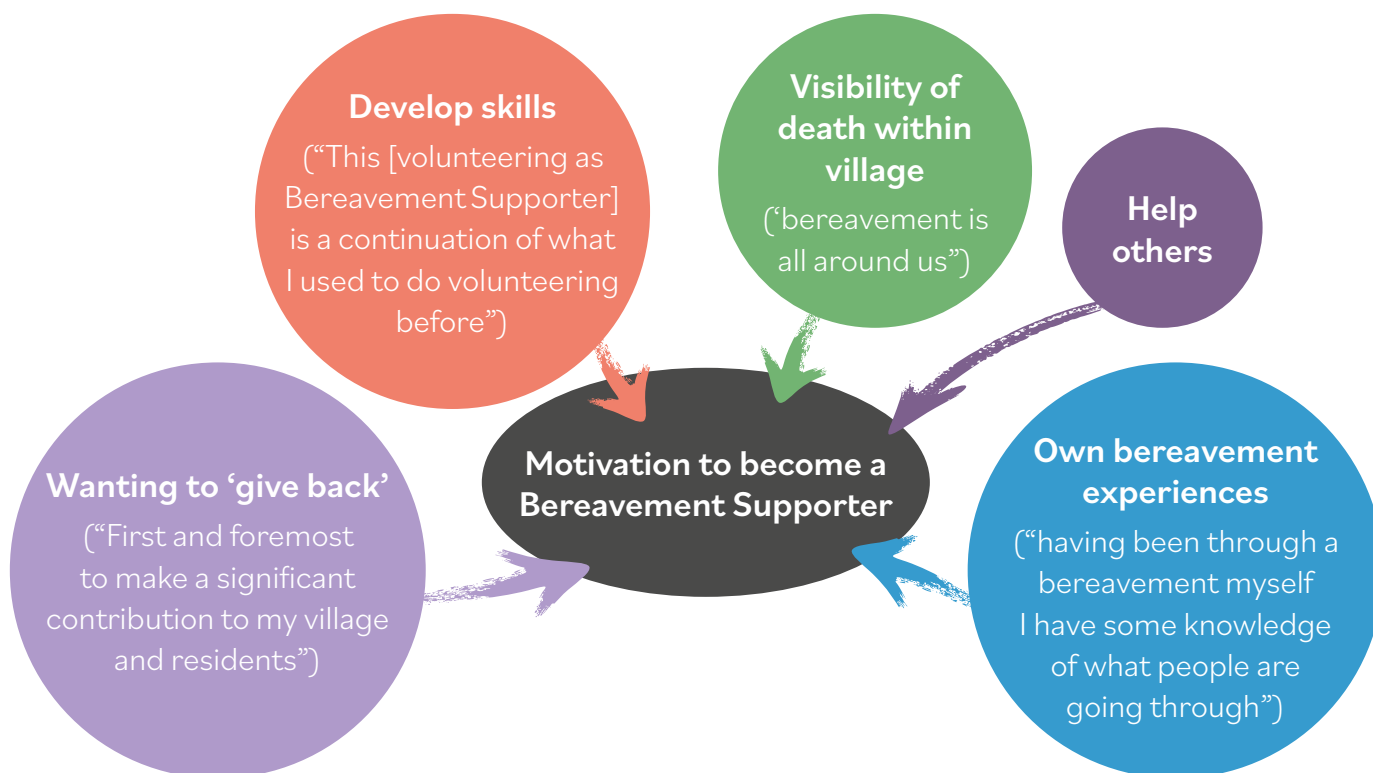 Develop skills
(“This [volunteering as
Bereavement Supporter]
is a continuation of what
I used to do volunteering
before”)
Visibility of
death within
village
(‘bereavement is
all around us”)
Help
others
Wanting to ‘give back’
(“First and foremost
to make a significant
contribution to my village
and residents”)
Motivation to become a
Bereavement Supporter
Own bereavement
experiences
(“having been through a
bereavement myself
I have some knowledge
of what people are
going through”)